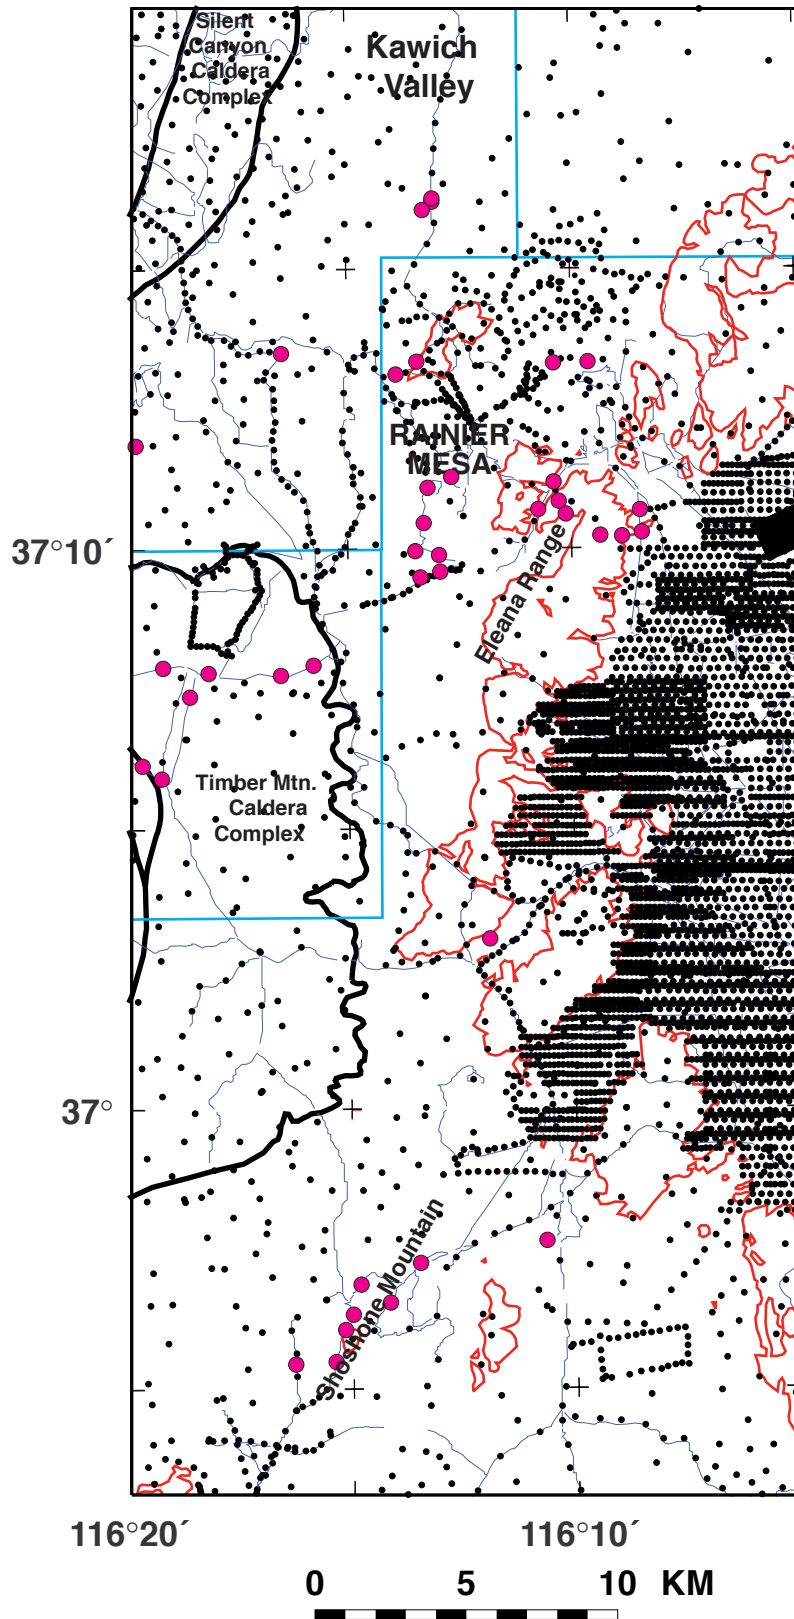 Silent
Canyon
Caldera
Complex
Kawich
Valley
RAINIER
MESA
37°10´
Eleana Range
Timber Mtn.
Caldera
Complex
37°
Shoshone Mountain
116°20´
116°10´
0 5 10 KM